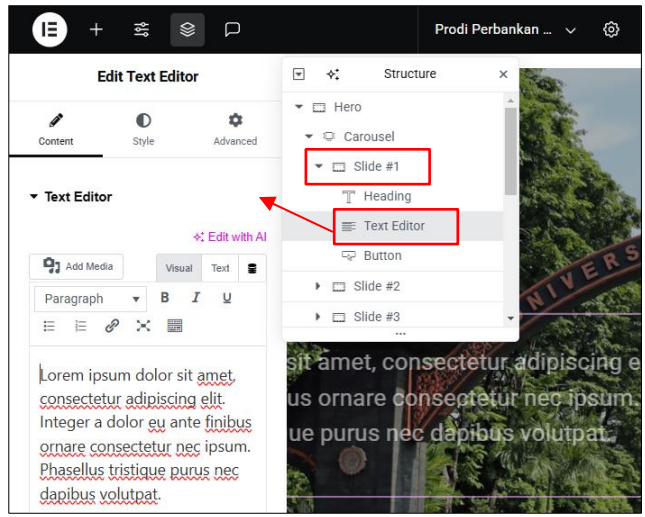 Prodi Perbankan ...
Edit Text Editor
Structure
Content
Style
Advanced
Hero
Carousel
Slide #1
Heading
Text Editor
Button
Slide #2
Slide #3
...
Text Editor
Edit with AI
Add Media
Visual
Text
Paragraph
B I U
Lorem ipsum dolor sit amet,
consectetur adipiscing elit.
Integer a dolor eu ante finibus
ornare consectetur nec ipsum.
Phasellus tristique purus nec
dapibus volutpat.
NIVERS
sit amet, consectetur adipiscing e
us ornare consectetur nec ipsum.
ue purus nec dapibus volutpat.